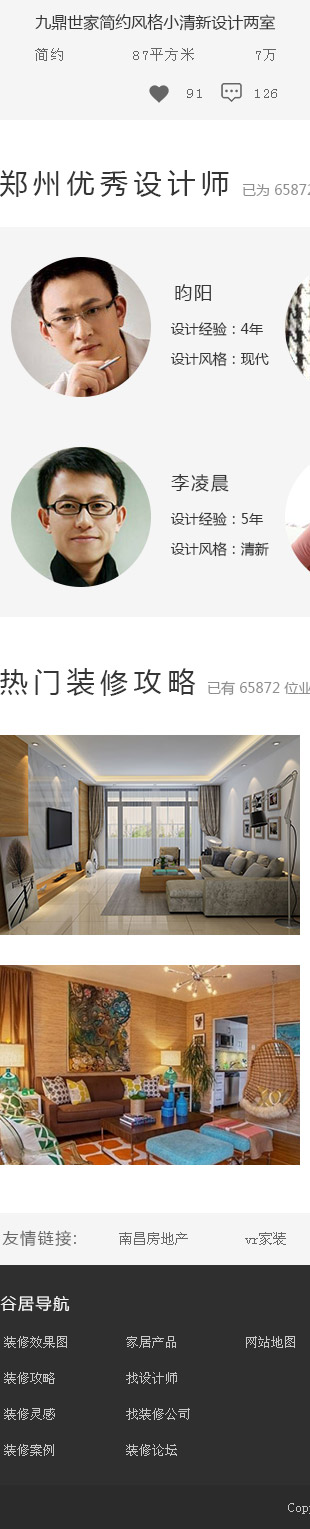 九鼎世家简约风格小清新设计两室
简约 87平方米 7万
91 126
郑州优秀设计师 已为 65872
昀阳
设计经验：4年
设计风格：现代
李凌晨
设计经验：5年
设计风格：清新
热门装修攻略 已有 65872 位业
友情链接: 南昌房地产 vr家装
谷居导航
装修效果图 家居产品 网站地图
装修攻略 找设计师
装修灵感 找装修公司
装修案例 装修论坛
Cop